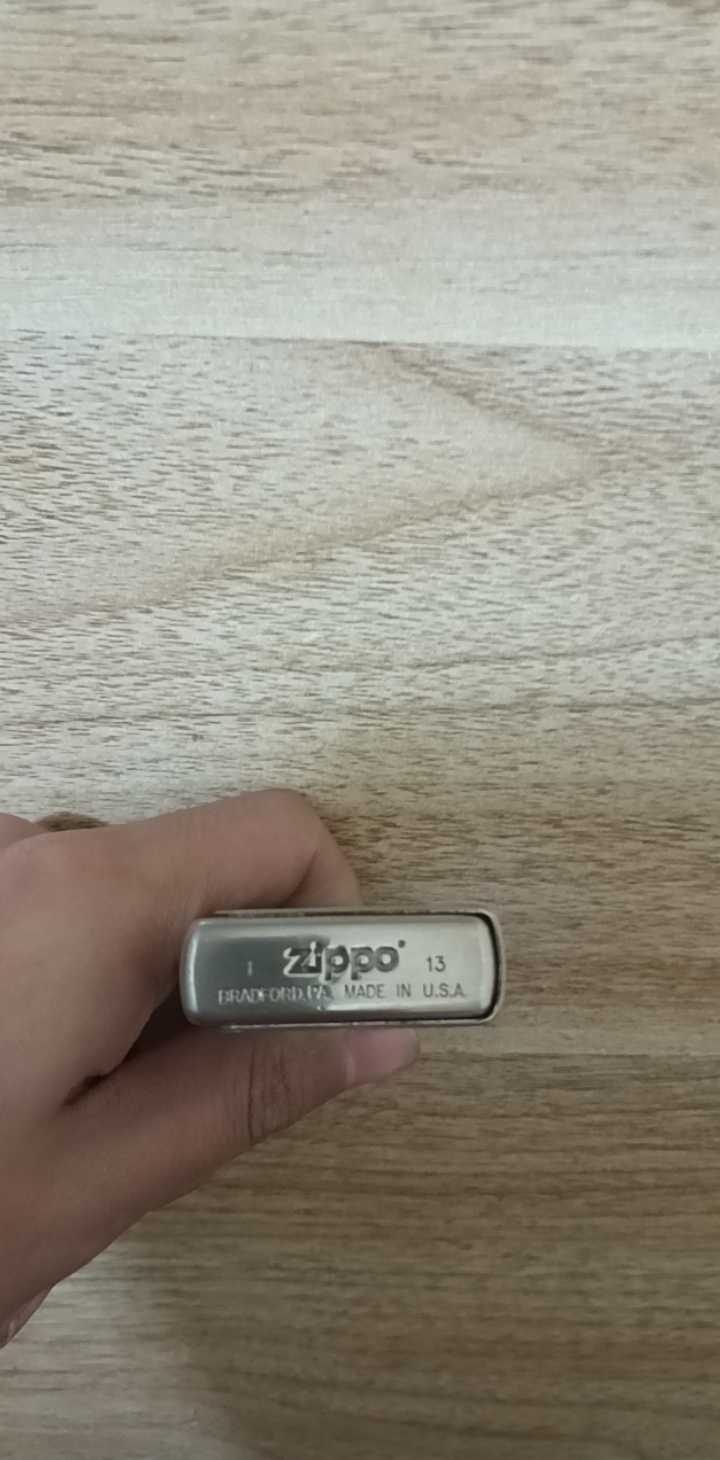 I zippo® 13
BRADFORD, PA. MADE IN U.S.A.